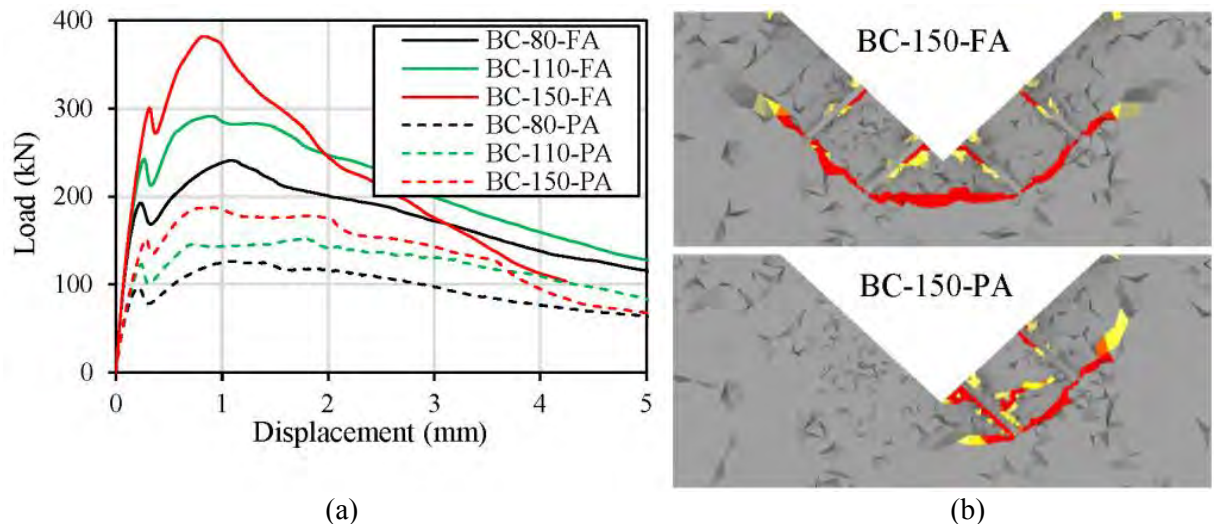 400
300
200
100
0
Load (kN)
0 1 2 3 4 5
Displacement (mm)
BC-80-FA
BC-110-FA
BC-150-FA
BC-80-PA
BC-110-PA
BC-150-PA
(a)
BC-150-FA
BC-150-PA
(b)